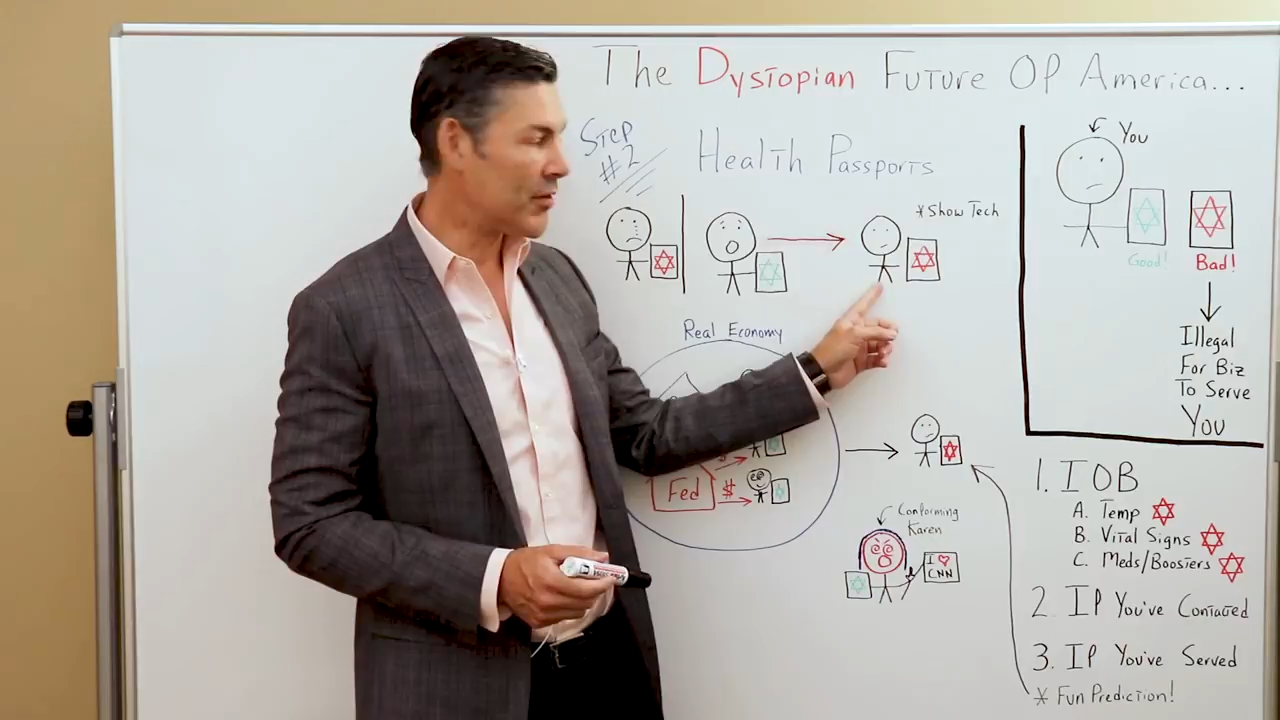 The Dystopian Future Of America...
Step
#2
Health Passports
*Show Tech
You
Good!
Bad!
Illegal
For Biz
To Serve
You
Real Economy
Fed
$
Conforming
Karen
I ♥
CNN
1. IOB
A. Temp
B. Vital Signs
C. Meds/Boosters
2. If You've Contacted
3. If You've Served
* Fun Prediction!